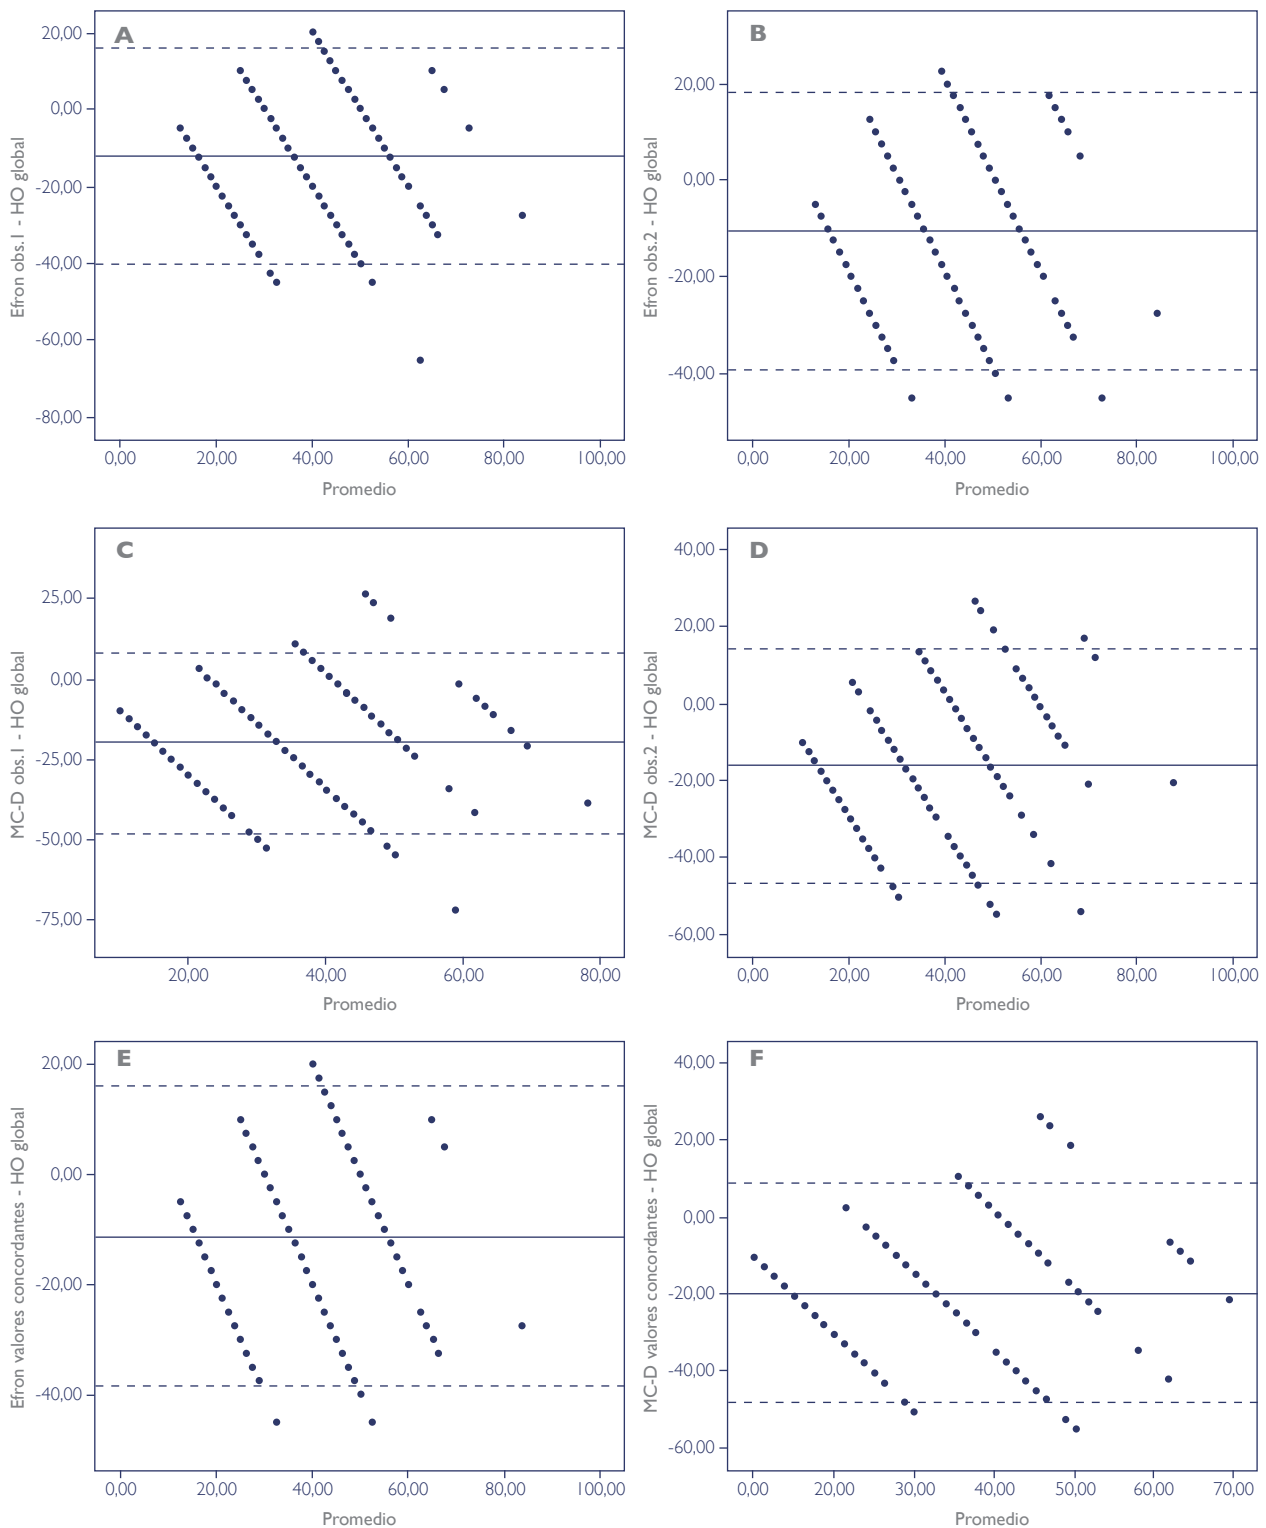 A
20,00
0,00
-20,00
-40,00
-60,00
-80,00
Efron obs.1 - HO global
0,00 20,00 40,00 60,00 80,00 100,00
Promedio
B
20,00
0,00
-20,00
-40,00
Efron obs.2 - HO global
0,00 20,00 40,00 60,00 80,00 100,00
Promedio
C
25,00
0,00
-25,00
-50,00
-75,00
MC-D obs.1 - HO global
20,00 40,00 60,00 80,00
Promedio
D
40,00
20,00
0,00
-20,00
-40,00
-60,00
MC-D obs.2 - HO global
0,00 20,00 40,00 60,00 80,00 100,00
Promedio
E
20,00
0,00
-20,00
-40,00
Efron valores concordantes - HO global
0,00 20,00 40,00 60,00 80,00 100,00
Promedio
F
40,00
20,00
0,00
-20,00
-40,00
-60,00
MC-D valores concordantes - HO global
0,00 20,00 30,00 40,00 50,00 60,00 70,00
Promedio